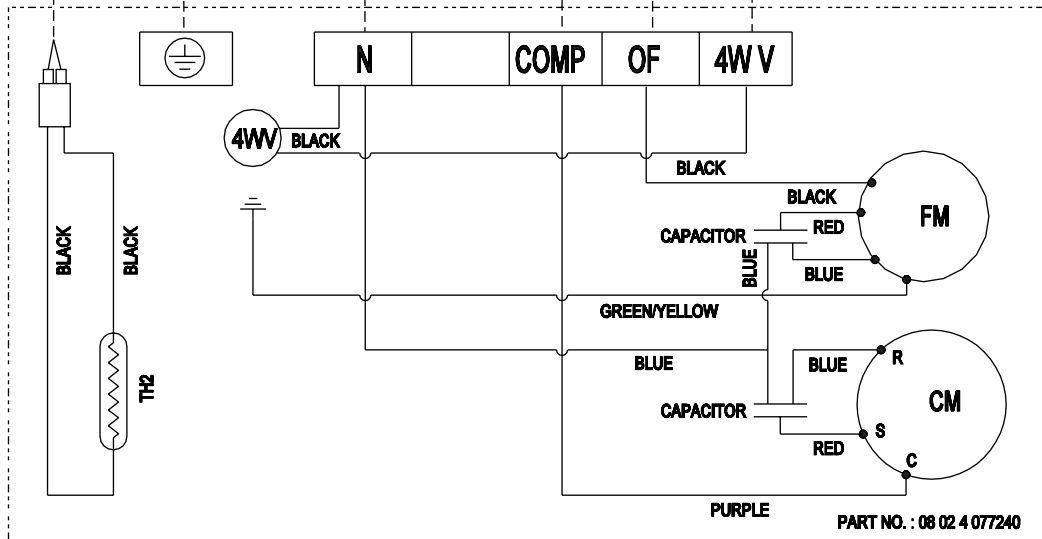 N
COMP
OF
4W V
4WV
BLACK
BLACK
BLACK
FM
CAPACITOR
RED
BLUE
BLUE
BLACK
BLACK
GREEN/YELLOW
BLUE
BLUE
R
CM
TH2
CAPACITOR
S
RED
C
PURPLE
PART NO. : 08 02 4 077240